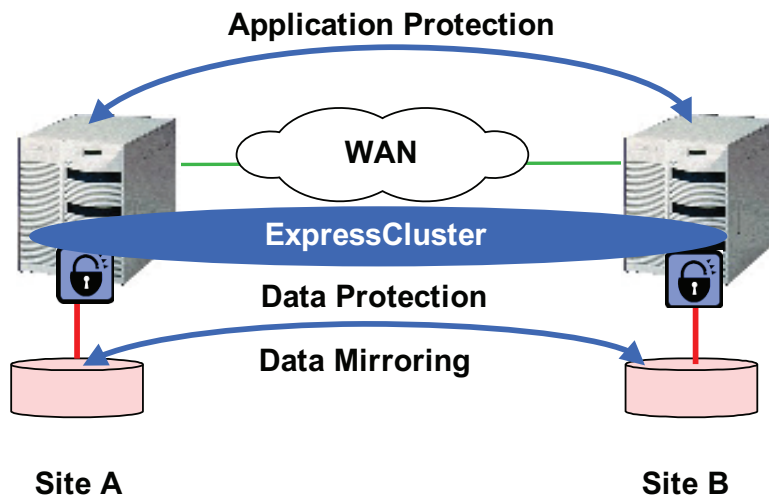 Application Protection
WAN
ExpressCluster
Data Protection
Data Mirroring
Site A
Site B